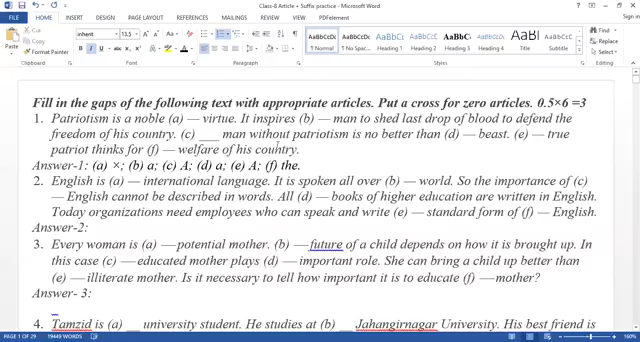 Class-8 Article + Suffix practice - Word
Sign in
FILE HOME INSERT DESIGN PAGE LAYOUT REFERENCES MAILINGS REVIEW VIEW PDFelement
Paste
Cut
Copy
Format Painter
Clipboard
inherit 13.5
Font
Paragraph
AaBbCcDc AaBbCcDc AaBbCc AaBbCc AaBbC AaBbCc AaBl AaBbCcD
¶ Normal ¶ No Spac... Heading 1 Heading 2 Heading 3 Heading 4 Title Subtitle
Styles
Find
Replace
Select
Editing
Fill in the gaps of the following text with appropriate articles. Put a cross for zero articles. 0.5×6 =3
1. Patriotism is a noble (a) — virtue. It inspires (b) — man to shed last drop of blood to defend the
freedom of his country. (c) ___ man without patriotism is no better than (d) — beast. (e) — true
patriot thinks for (f) — welfare of his country.
Answer-1: (a) ×; (b) a; (c) A; (d) a; (e) A; (f) the.
2. English is (a) — international language. It is spoken all over (b) — world. So the importance of (c)
— English cannot be described in words. All (d) — books of higher education are written in English.
Today organizations need employees who can speak and write (e) — standard form of (f) — English.
Answer-2:
3. Every woman is (a) —potential mother. (b) —future of a child depends on how it is brought up. In
this case (c) —educated mother plays (d) —important role. She can bring a child up better than
(e) —illiterate mother. Is it necessary to tell how important it is to educate (f) —mother?
Answer- 3:
4. Tamzid is (a) __ university student. He studies at (b) __ Jahangirnagar University. His best friend is
PAGE 1 OF 29 19449 WORDS
160%